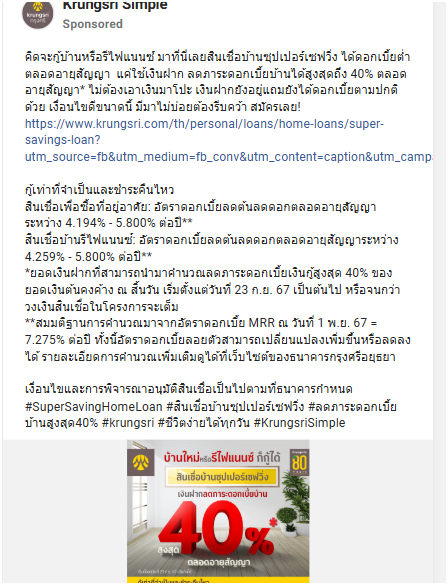 Krungsri Simple
krungsri
กรุงศรี
Sponsored
คิดจะกู้บ้านหรือรีไฟแนนซ์ มาที่นี่เลยสินเชื่อบ้านซุปเปอร์เซฟวิ่ง ได้ดอกเบี้ยต่ำ
ตลอดอายุสัญญา แค่ใช้เงินฝาก ลดภาระดอกเบี้ยบ้านได้สูงสุดถึง 40% ตลอด
อายุสัญญา* ไม่ต้องเอาเงินมาโปะ เงินฝากยังอยู่แถมยังได้ดอกเบี้ยตามปกติ
ด้วย เงื่อนไขดีขนาดนี้ มีมาไม่บ่อยต้องรีบคว้า สมัครเลย!
https://www.krungsri.com/th/personal/loans/home-loans/super-
savings-loan?
utm_source=fb&utm_medium=fb_conv&utm_content=caption&utm_campa
กู้เท่าที่จำเป็นและชำระคืนไหว
สินเชื่อเพื่อซื้อที่อยู่อาศัย: อัตราดอกเบี้ยลดต้นลดดอกตลอดอายุสัญญา
ระหว่าง 4.194% - 5.800% ต่อปี**
สินเชื่อบ้านรีไฟแนนซ์: อัตราดอกเบี้ยลดต้นลดดอกตลอดอายุสัญญาระหว่าง
4.259% - 5.800% ต่อปี**
*ยอดเงินฝากที่สามารถนำมาคำนวณลดภาระดอกเบี้ยเงินกู้สูงสุด 40% ของ
ยอดเงินต้นคงค้าง ณ สิ้นวัน เริ่มตั้งแต่วันที่ 23 ก.ย. 67 เป็นต้นไป หรือจนกว่า
วงเงินสินเชื่อในโครงการจะเต็ม
**สมมติฐานการคำนวณมาจากอัตราดอกเบี้ย MRR ณ วันที่ 1 พ.ย. 67 =
7.275% ต่อปี ทั้งนี้อัตราดอกเบี้ยลอยตัวสามารถเปลี่ยนแปลงเพิ่มขึ้นหรือลดลง
ได้ รายละเอียดการคำนวณเพิ่มเติมดูได้ที่เว็บไซต์ของธนาคารกรุงศรีอยุธยา
เงื่อนไขและการพิจารณาอนุมัติสินเชื่อเป็นไปตามที่ธนาคารกำหนด
#SuperSavingHomeLoan #สินเชื่อบ้านซุปเปอร์เซฟวิ่ง #ลดภาระดอกเบี้ย
บ้านสูงสุด40% #krungsri #ชีวิตง่ายได้ทุกวัน #KrungsriSimple
krungsri
80
บ้านใหม่หรือรีไฟแนนซ์ ก็กู้ได้
สินเชื่อบ้านซุปเปอร์เซฟวิ่ง
เงินฝากลดภาระดอกเบี้ยบ้าน
สูงสุด 40%*
ตลอดอายุสัญญา
กู้เท่าที่จำเป็นและชำระคืนไหว